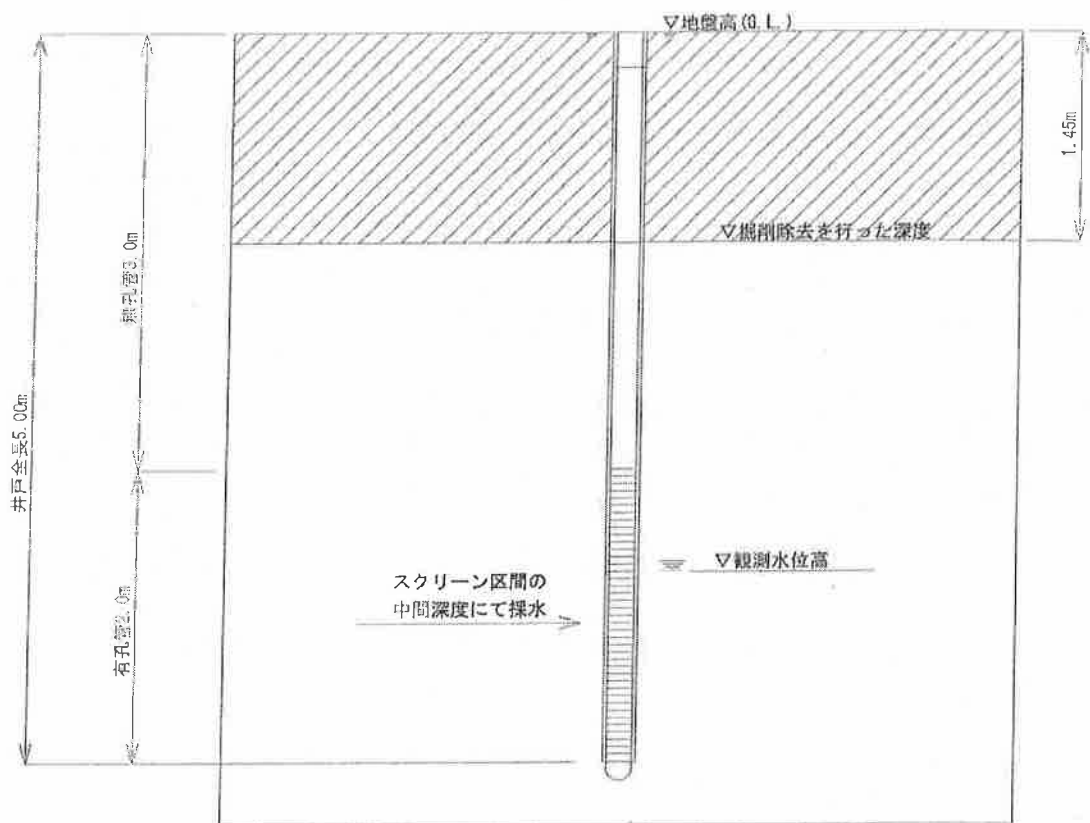 ▽地盤高(G.L.)
1.45m
▽掘削除去を行った深度
無孔管3.0m
井戸全長5.00m
▽観測水位高
スクリーン区間の
中間深度にて採水
有孔管2.0m